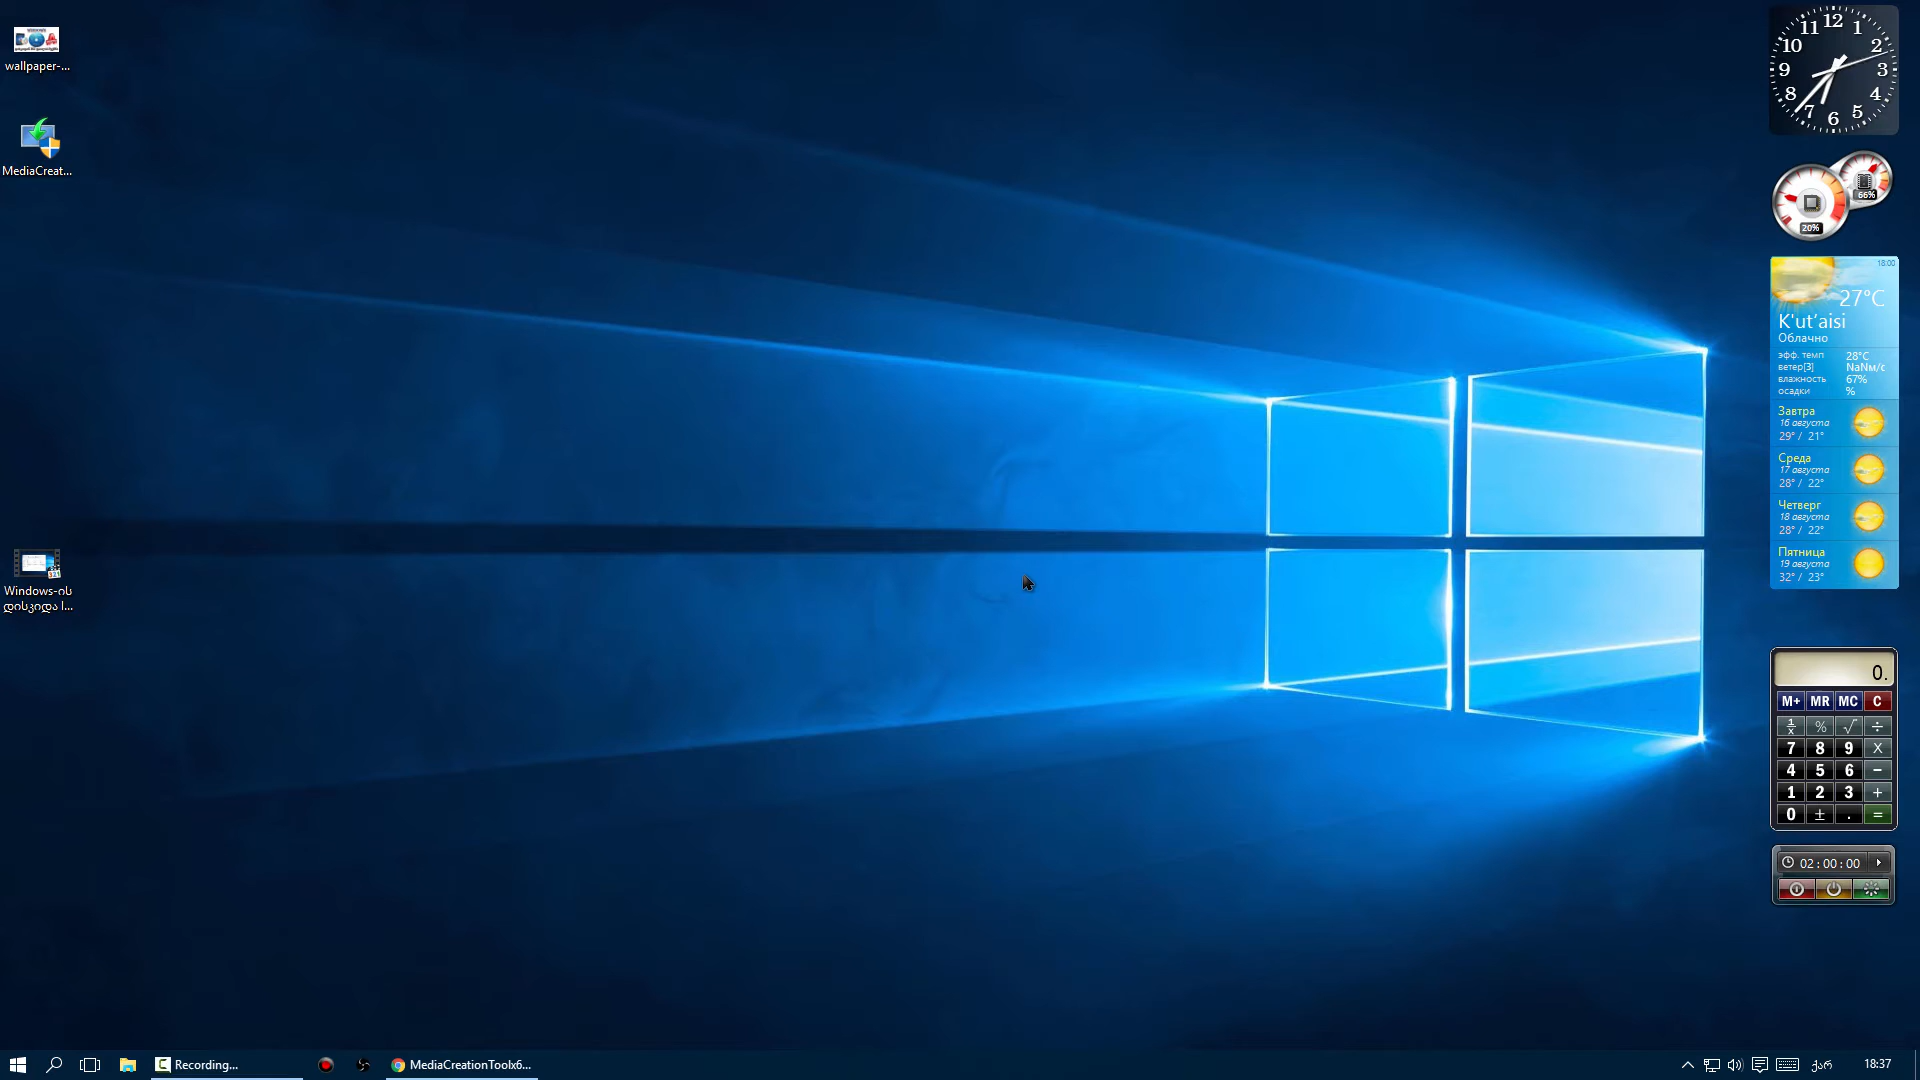 wallpaper-...
MediaCreat...
Windows-ის
დისკიდა I...
12
1
2
3
4
5
6
7
8
9
10
11
66%
20%
18:00
27°C
K'ut'aisi
Облачно
эфф. темп 28°C
ветер[3] NaNм/с
влажность 67%
осадки %
Завтра
16 августа
29° / 21°
Среда
17 августа
28° / 22°
Четверг
18 августа
28° / 22°
Пятница
19 августа
32° / 23°
0.
M+ MR MC C
1/x % √ ÷
7 8 9 X
4 5 6 −
1 2 3 +
0 ± . =
02 : 00 : 00
Recording...
MediaCreationToolx6...
ქარ
18:37